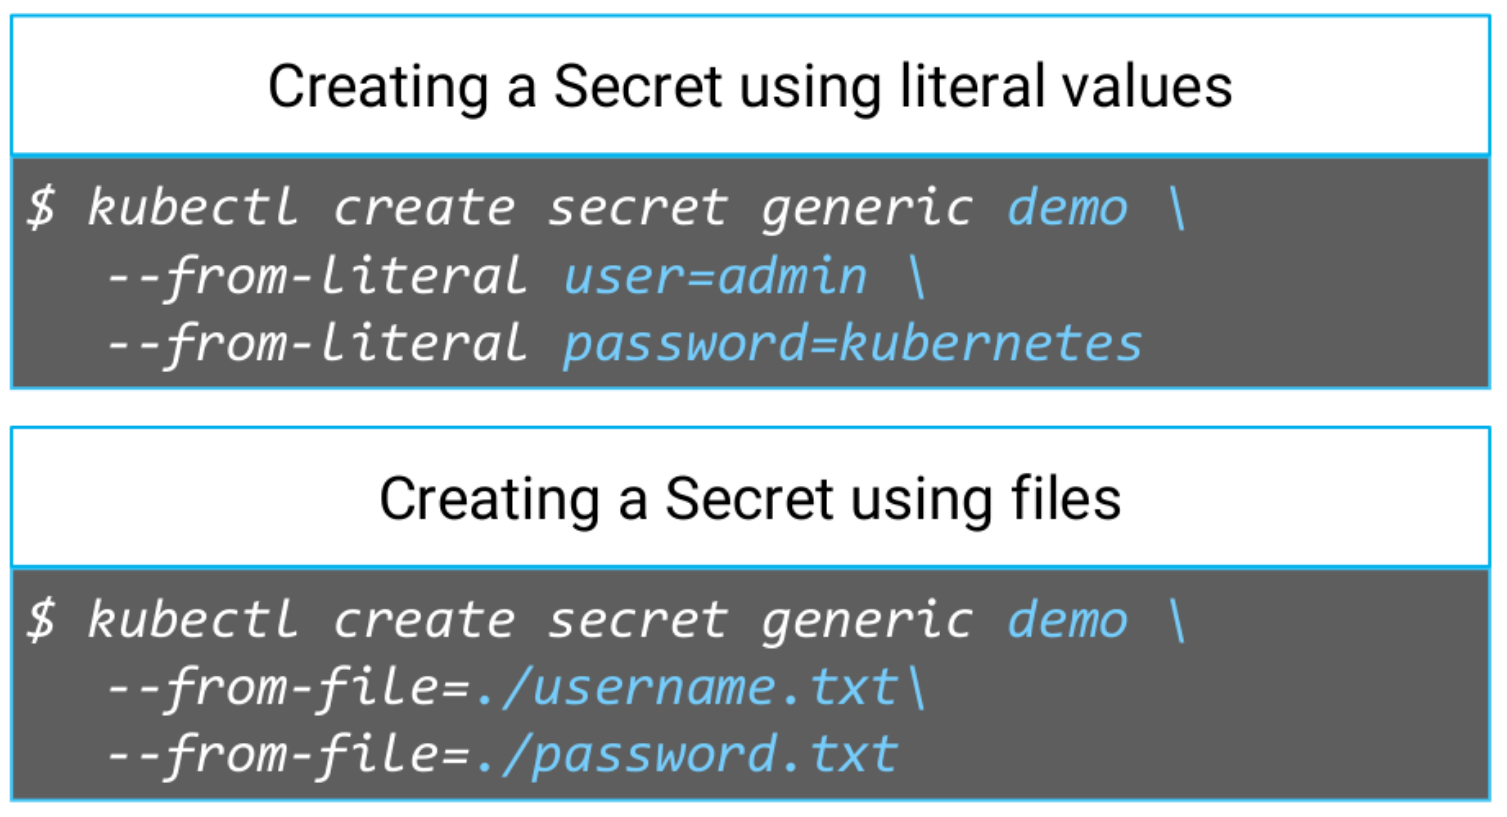 Creating a Secret using literal values
$ kubectl create secret generic demo \
--from-literal user=admin \
--from-literal password=kubernetes
Creating a Secret using files
$ kubectl create secret generic demo \
--from-file=./username.txt\
--from-file=./password.txt